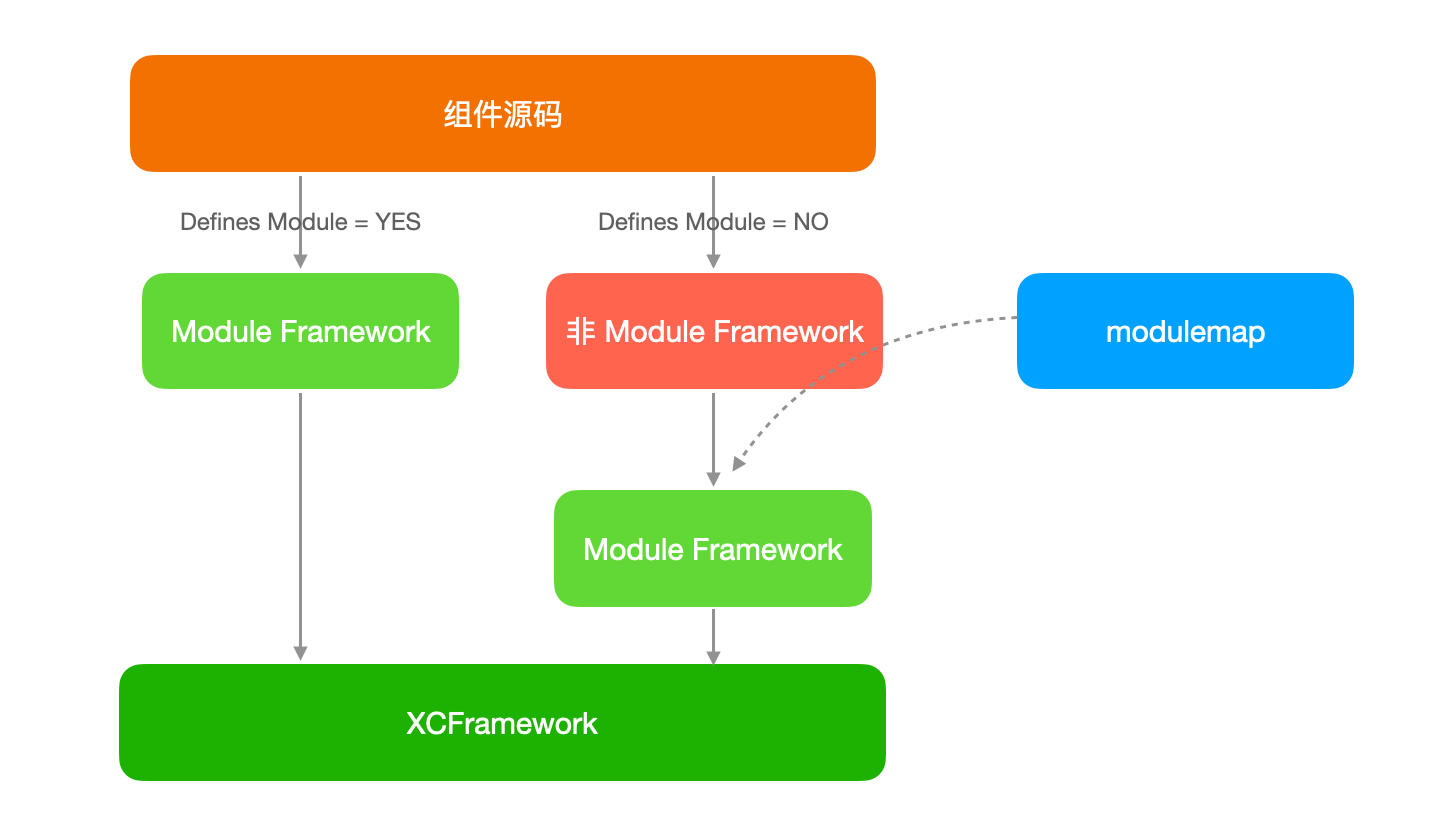 组件源码
Defines Module = YES
Defines Module = NO
Module Framework
非 Module Framework
modulemap
Module Framework
XCFramework